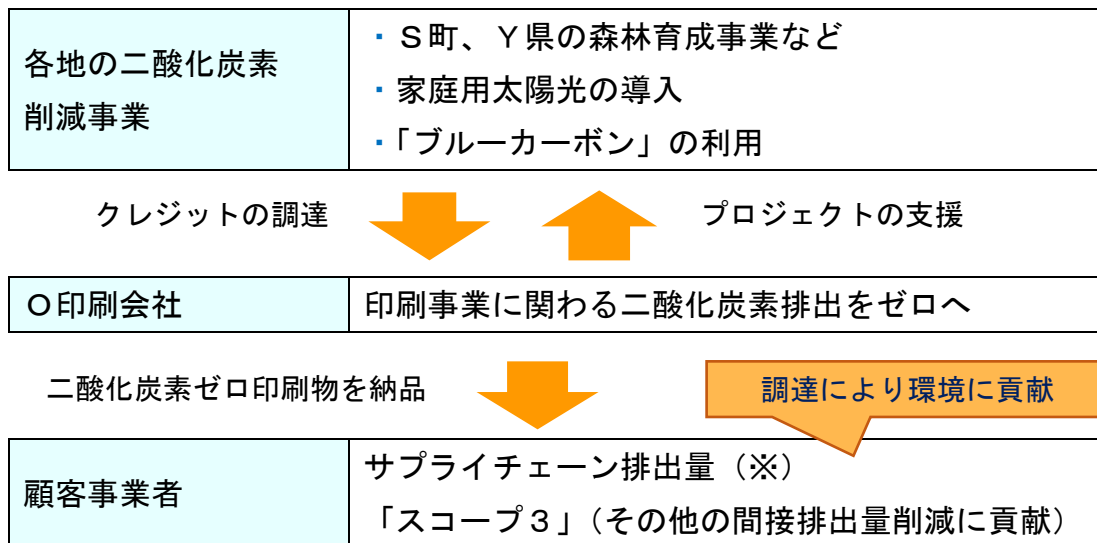 各地の二酸化炭素
削減事業
・Ｓ町、Ｙ県の森林育成事業など
・家庭用太陽光の導入
・「ブルーカーボン」の利用
クレジットの調達
プロジェクトの支援
Ｏ印刷会社
印刷事業に関わる二酸化炭素排出をゼロへ
二酸化炭素ゼロ印刷物を納品
調達により環境に貢献
顧客事業者
サプライチェーン排出量（※）
「スコープ３」（その他の間接排出量削減に貢献）